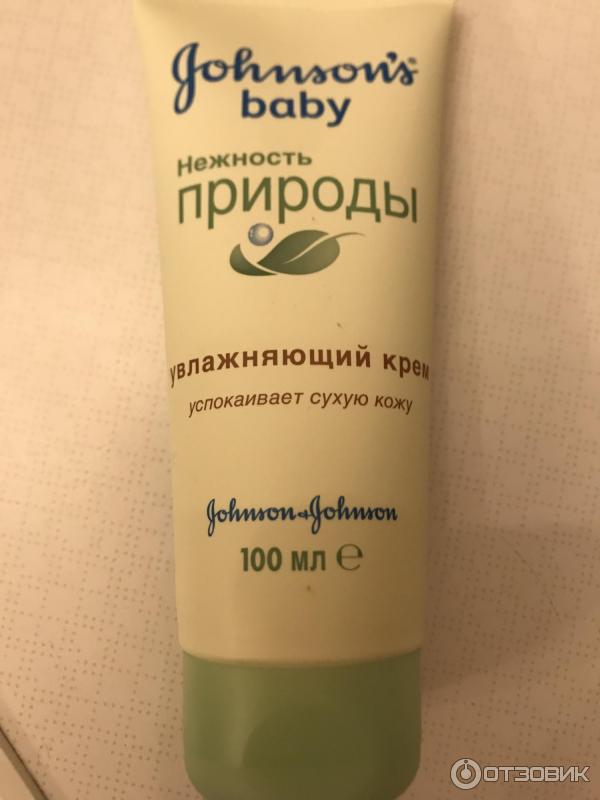 Johnson's
baby
Нежность
природы
увлажняющий крем
успокаивает сухую кожу
Johnson & Johnson
100 мл e
ОТЗОВИК